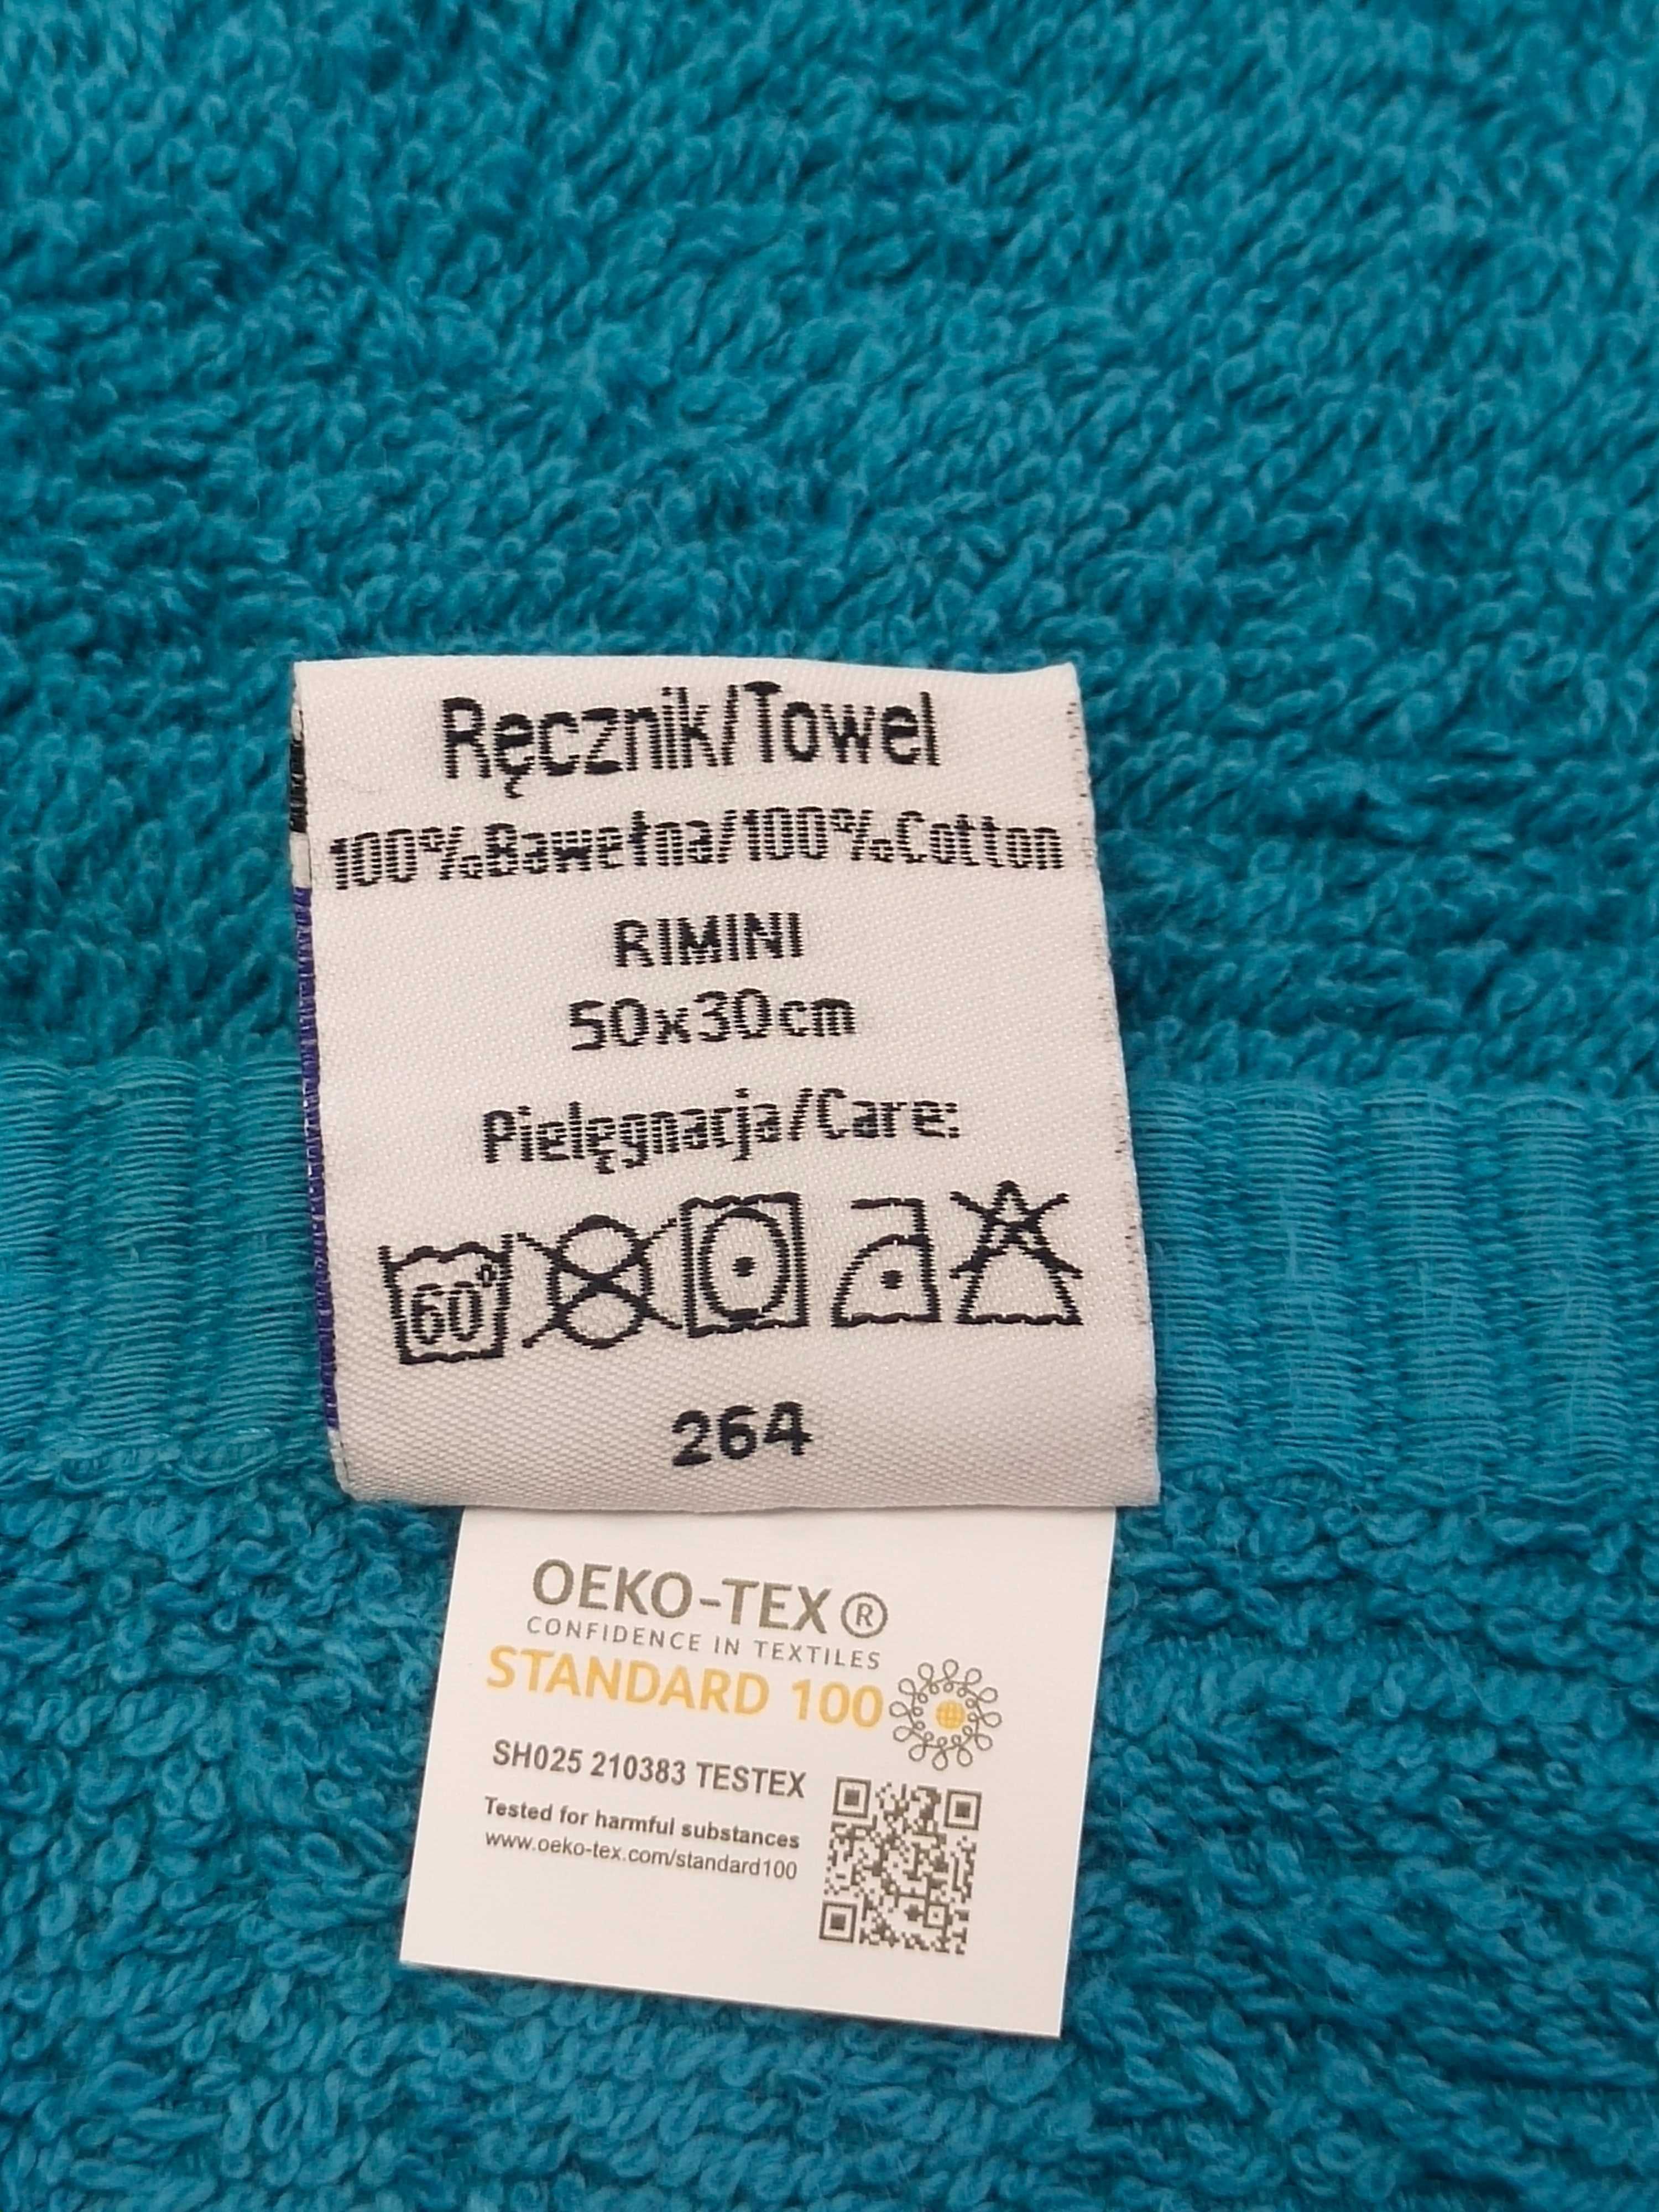 Ręcznik/Towel
100%Bawełna/100%Cotton
RIMINI
50x30cm
Pielęgnacja/Care:
60°
264
OEKO-TEX®
CONFIDENCE IN TEXTILES
STANDARD 100
SH025 210383 TESTEX
Tested for harmful substances
www.oeko-tex.com/standard100